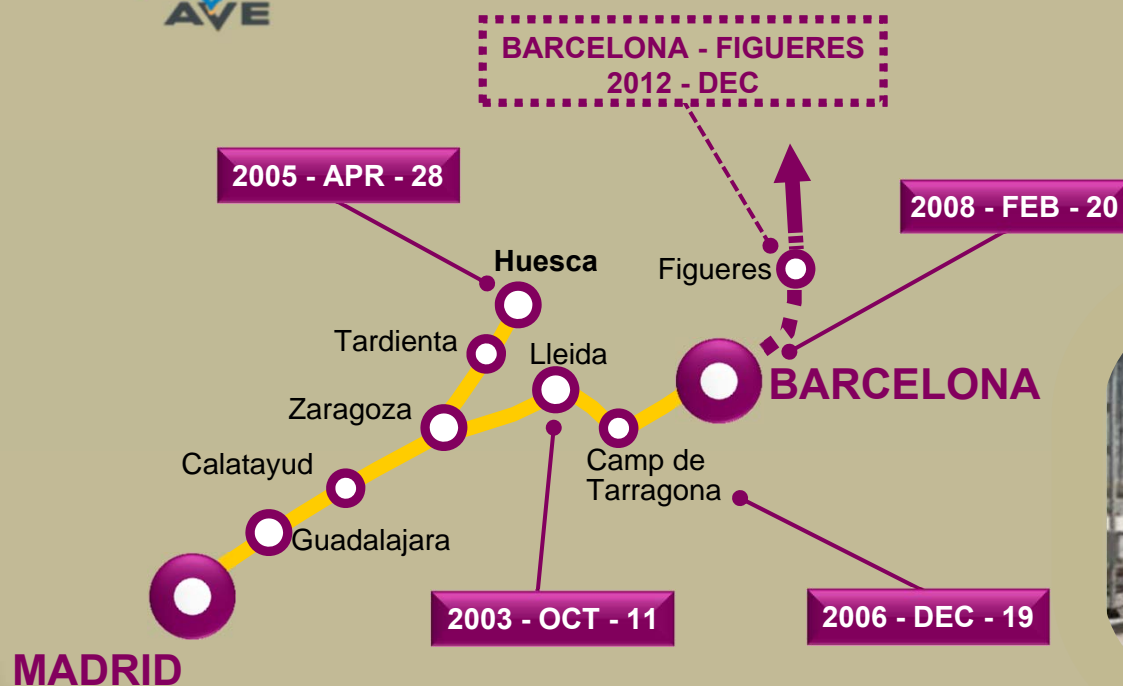 AVE
BARCELONA - FIGUERES
2012 - DEC
2005 - APR - 28
2008 - FEB - 20
Huesca
Figueres
Tardienta
Lleida
BARCELONA
Zaragoza
Calatayud
Camp de
Tarragona
Guadalajara
2003 - OCT - 11
2006 - DEC - 19
MADRID